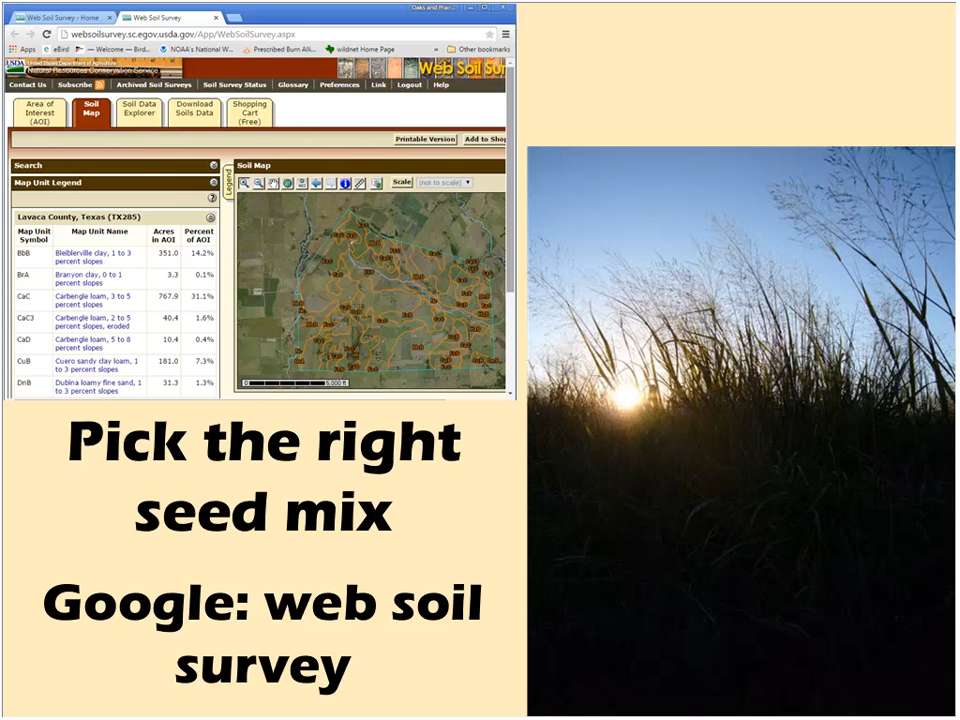 Oaks and Prair...
Web Soil Survey - Home
Web Soil Survey
websoilsurvey.sc.egov.usda.gov/App/WebSoilSurvey.aspx
Apps eBird — Welcome — Bird... NOAA's National W... Prescribed Burn Alli... wildnet Home Page » Other bookmarks
USDA United States Department of Agriculture
Natural Resources Conservation Service
Web Soil Sur
Contact Us Subscribe Archived Soil Surveys Soil Survey Status Glossary Preferences Link Logout Help
Area of Interest (AOI)
Soil Map
Soil Data Explorer
Download Soils Data
Shopping Cart (Free)
Printable Version Add to Shop
Search
Map Unit Legend
Lavaca County, Texas (TX285)
Map Unit Symbol Map Unit Name Acres in AOI Percent of AOI
BbB Bleiblerville clay, 1 to 3 percent slopes 351.0 14.2%
BrA Branyon clay, 0 to 1 percent slopes 3.3 0.1%
CaC Carbengle loam, 3 to 5 percent slopes 767.9 31.1%
CaC3 Carbengle loam, 2 to 5 percent slopes, eroded 40.4 1.6%
CaD Carbengle loam, 5 to 8 percent slopes 10.4 0.4%
CuB Cuero sandy clay loam, 1 to 3 percent slopes 181.0 7.3%
DnB Dubina loamy fine sand, 1 to 3 percent slopes 31.3 1.3%
Legend
Soil Map
Scale (not to scale)
Pick the right
seed mix
Google: web soil
survey